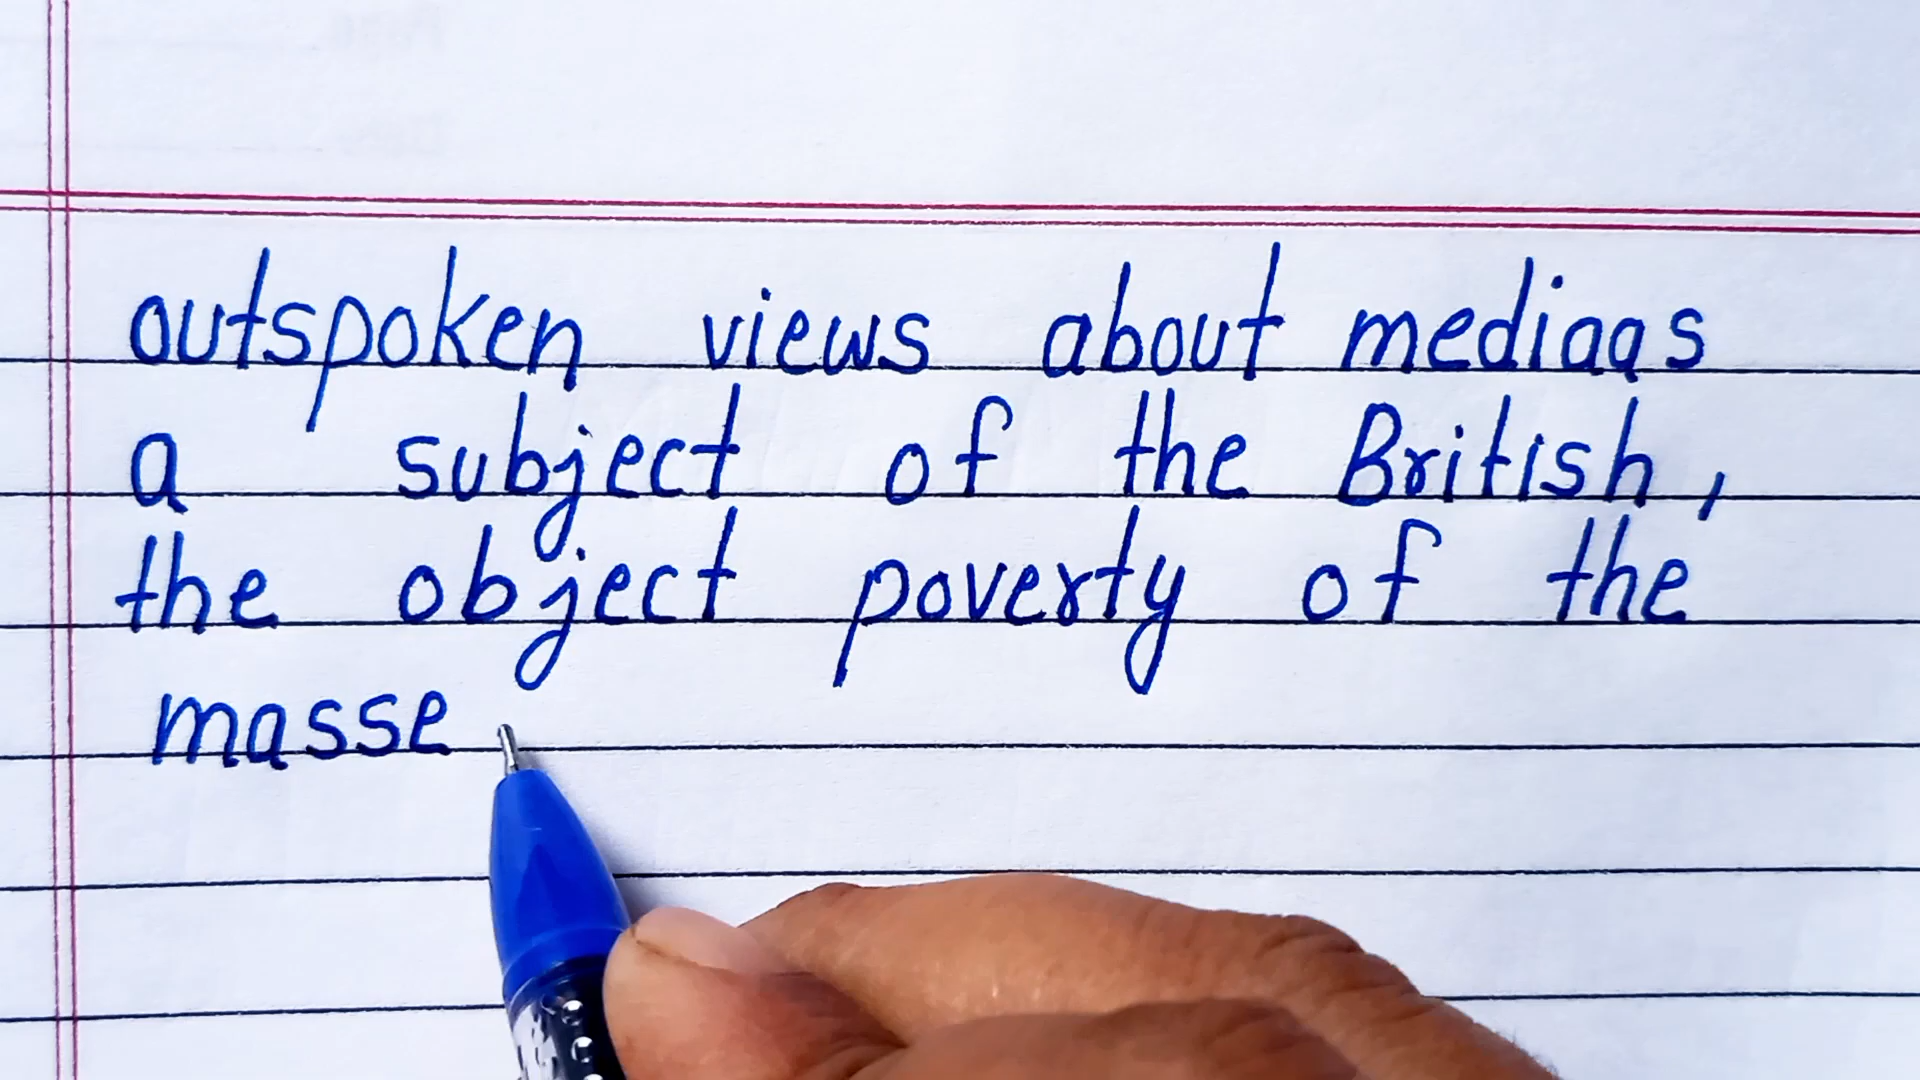 outspoken views about mediaas
a subject of the British,
the object poverty of the
masse